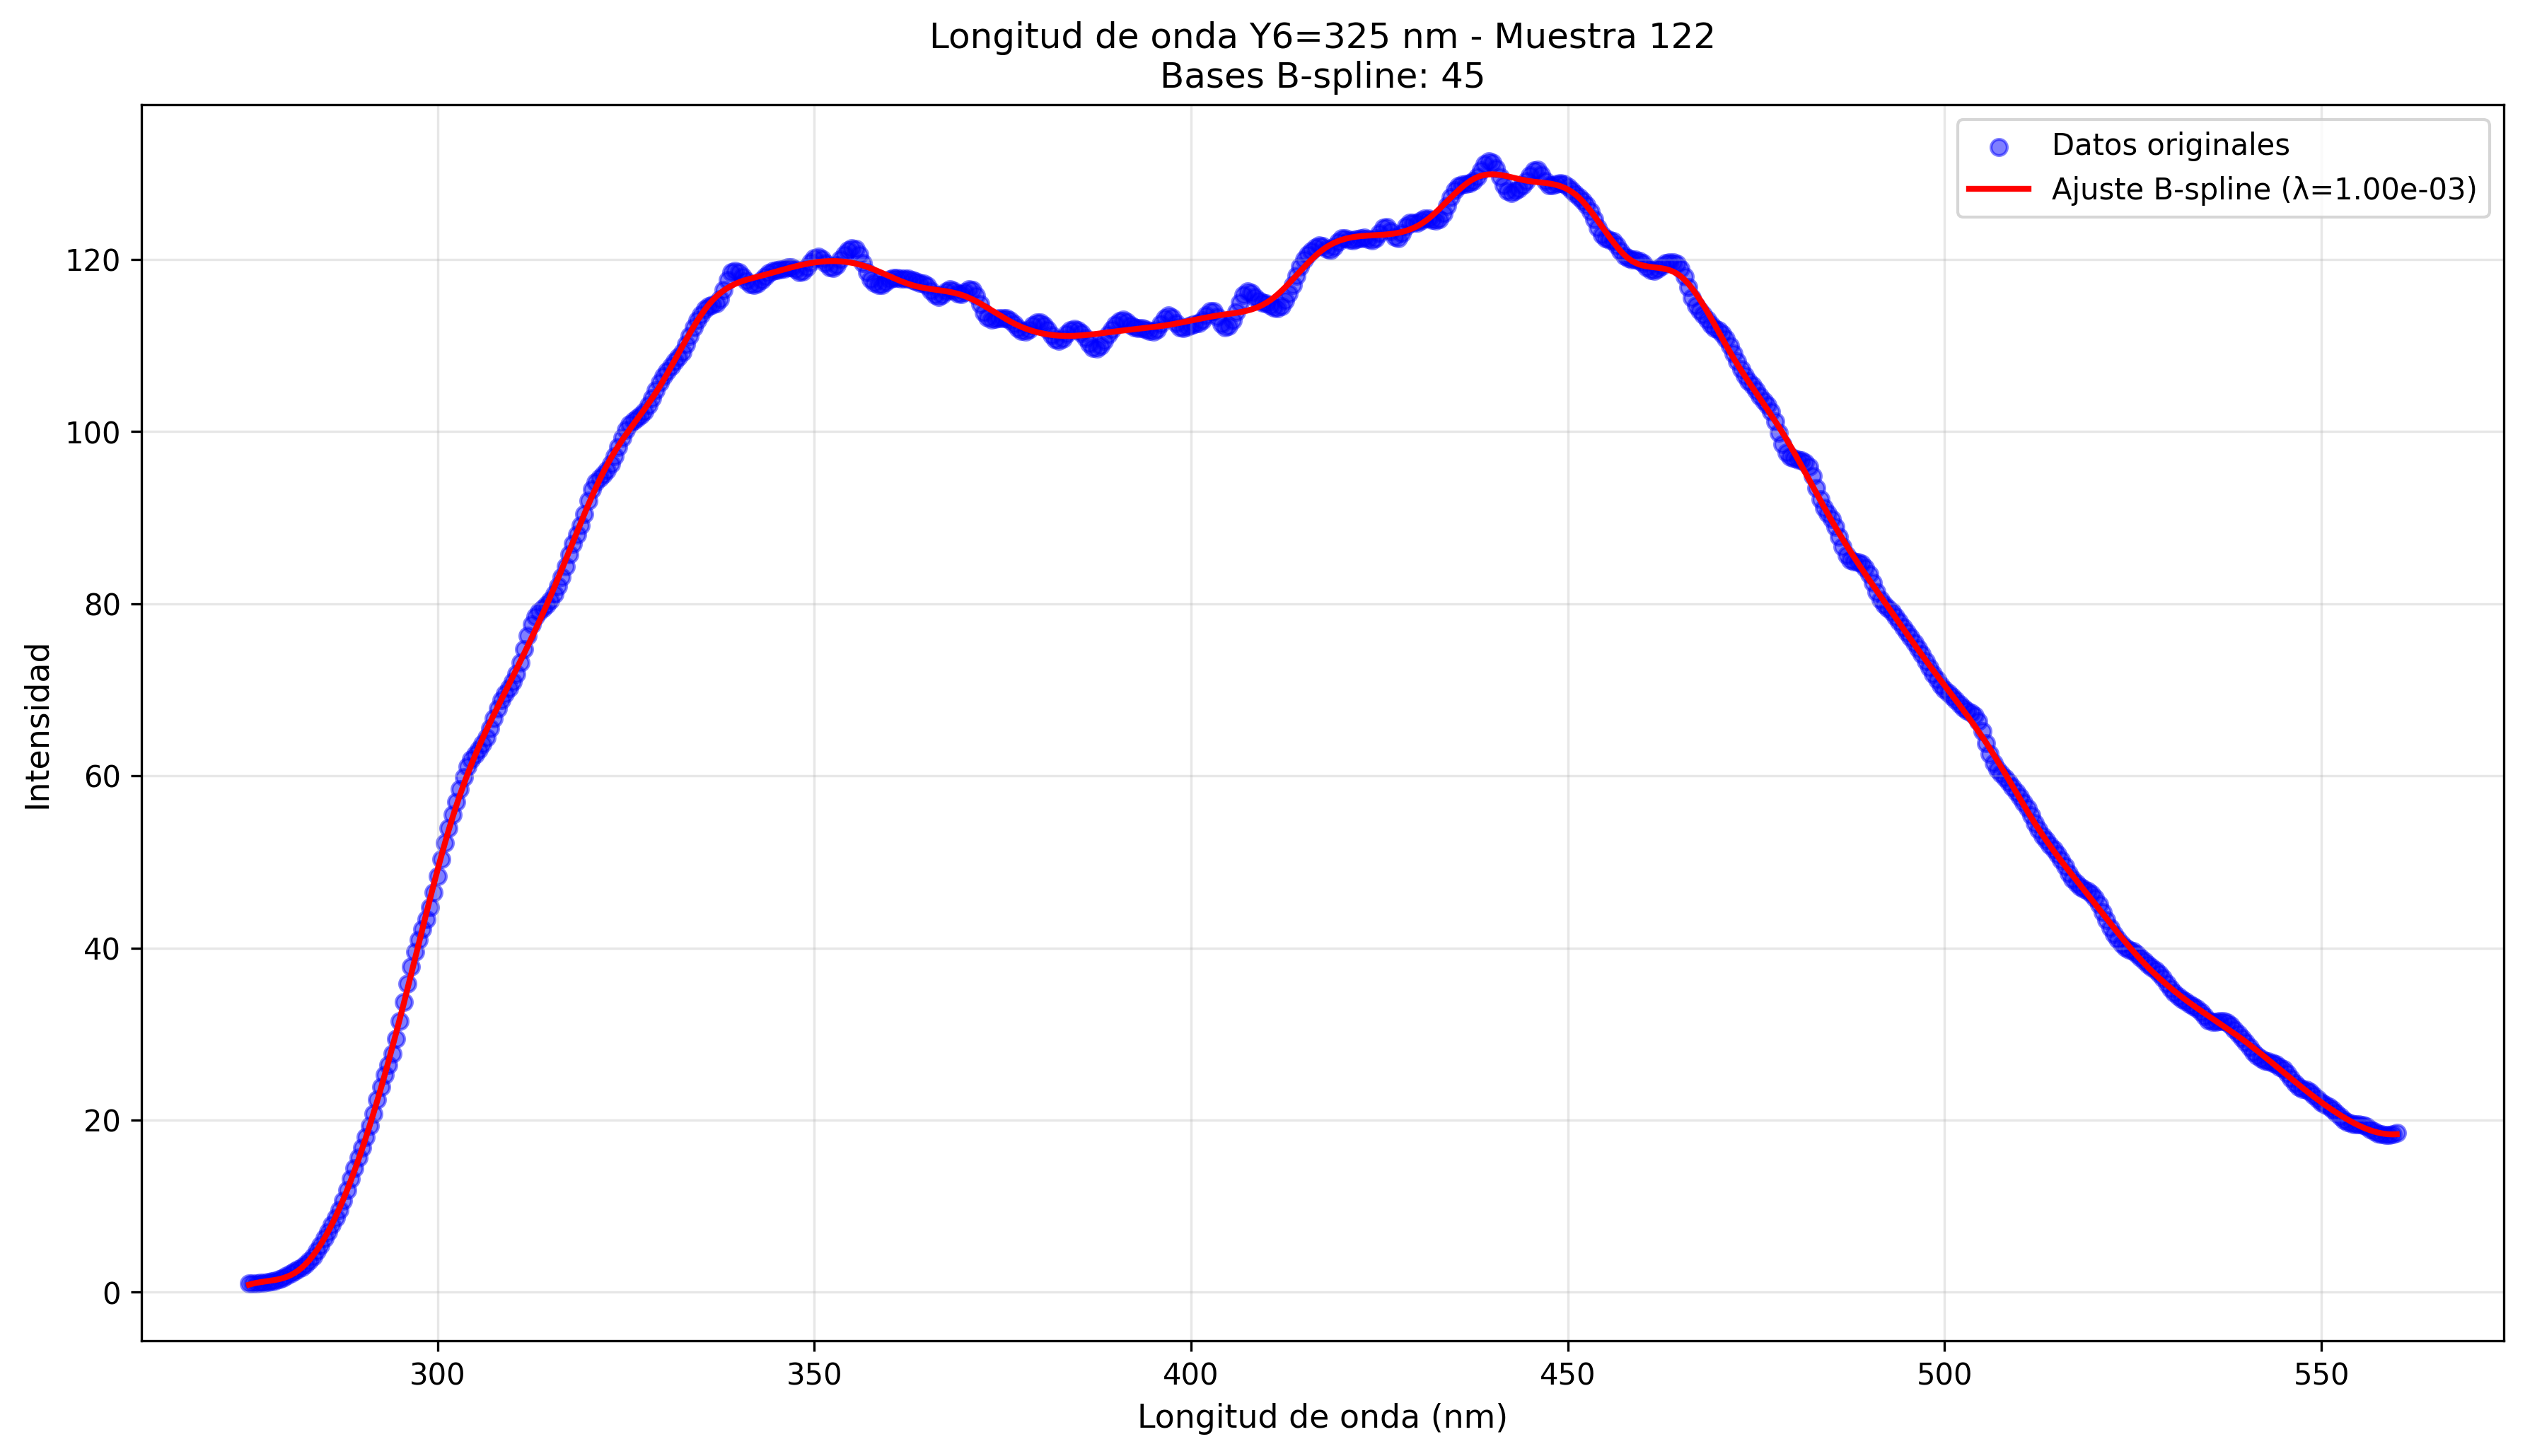 Longitud de onda Y6=325 nm - Muestra 122
Bases B-spline: 45
Datos originales
Ajuste B-spline (λ=1.00e-03)
Intensidad
120
100
80
60
40
20
0
300 350 400 450 500 550
Longitud de onda (nm)